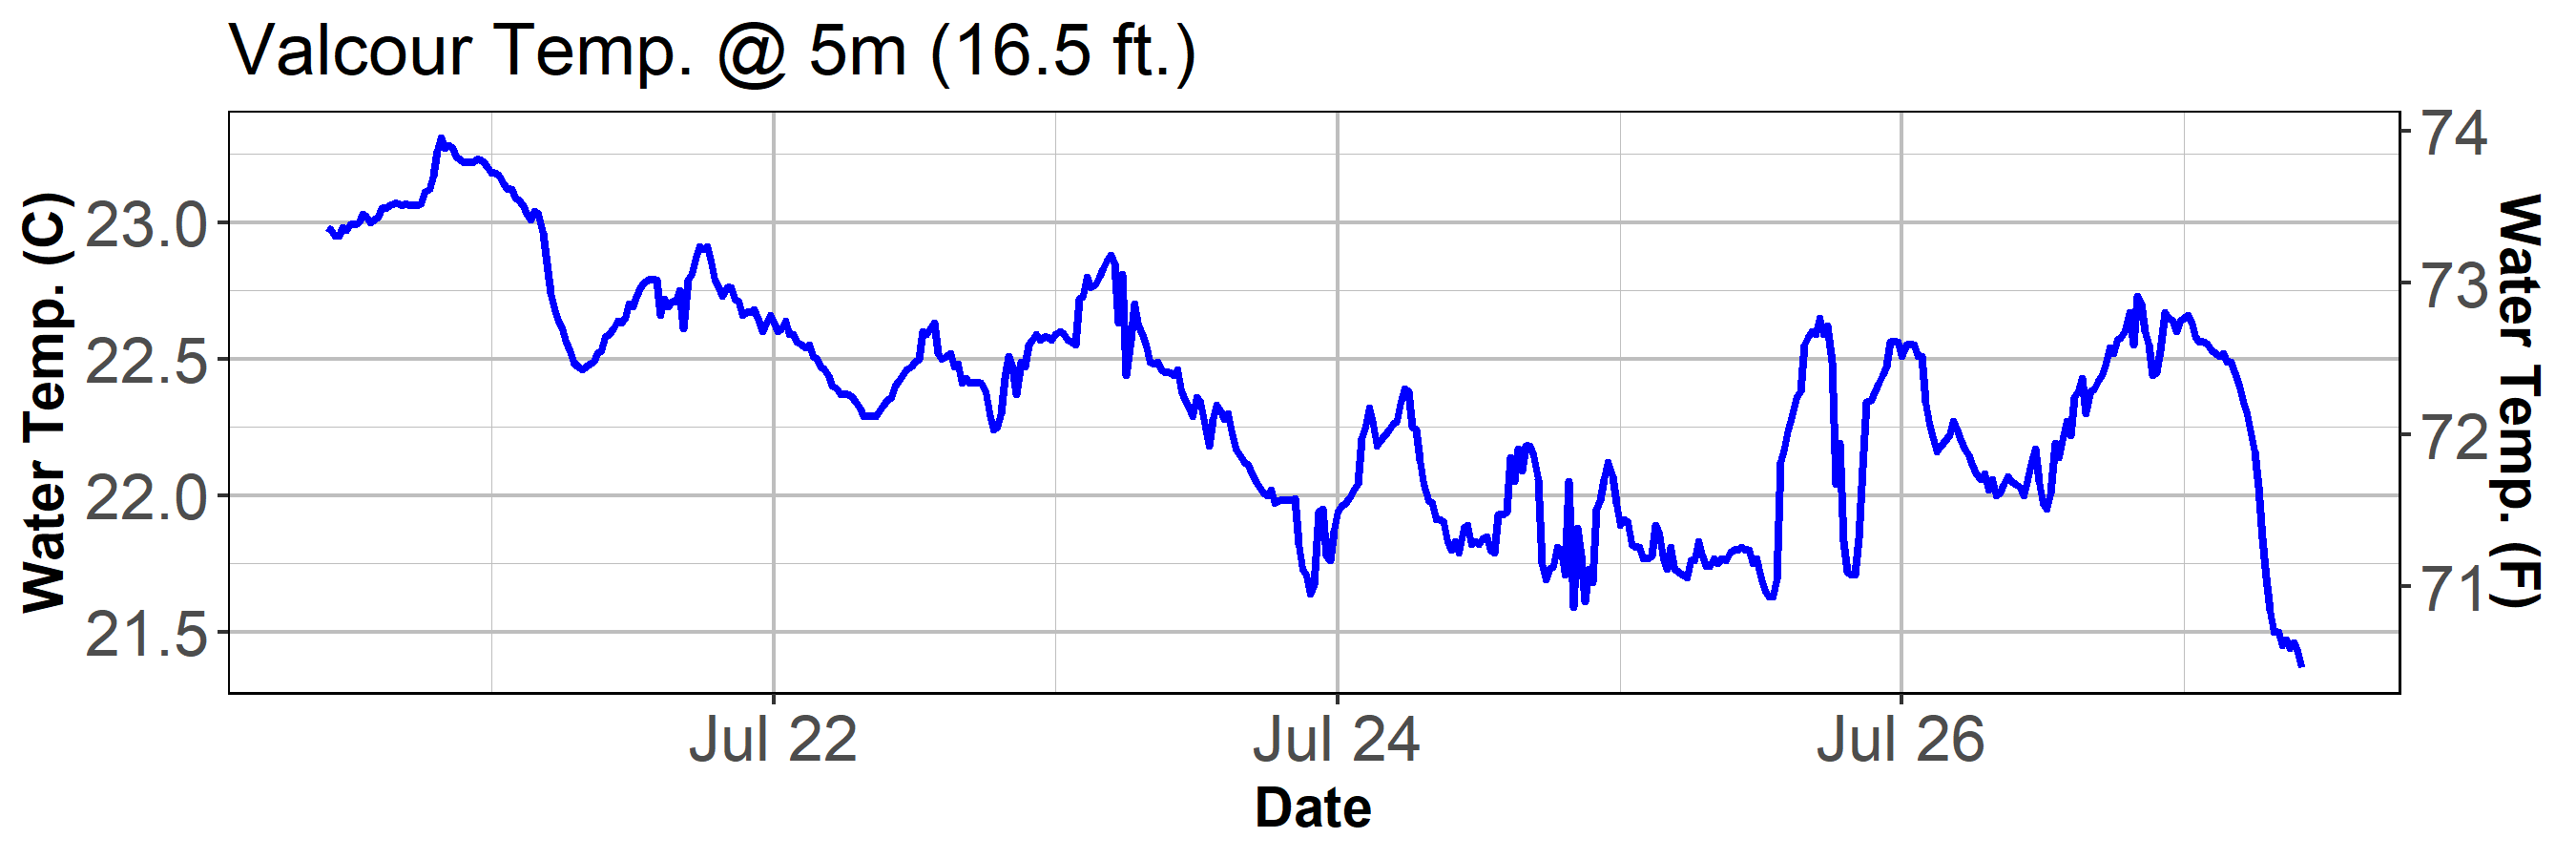 Valcour Temp. @ 5m (16.5 ft.)
Water Temp. (C)
23.0
22.5
22.0
21.5
74
73
72
71
Water Temp. (F)
Jul 22 Jul 24 Jul 26
Date